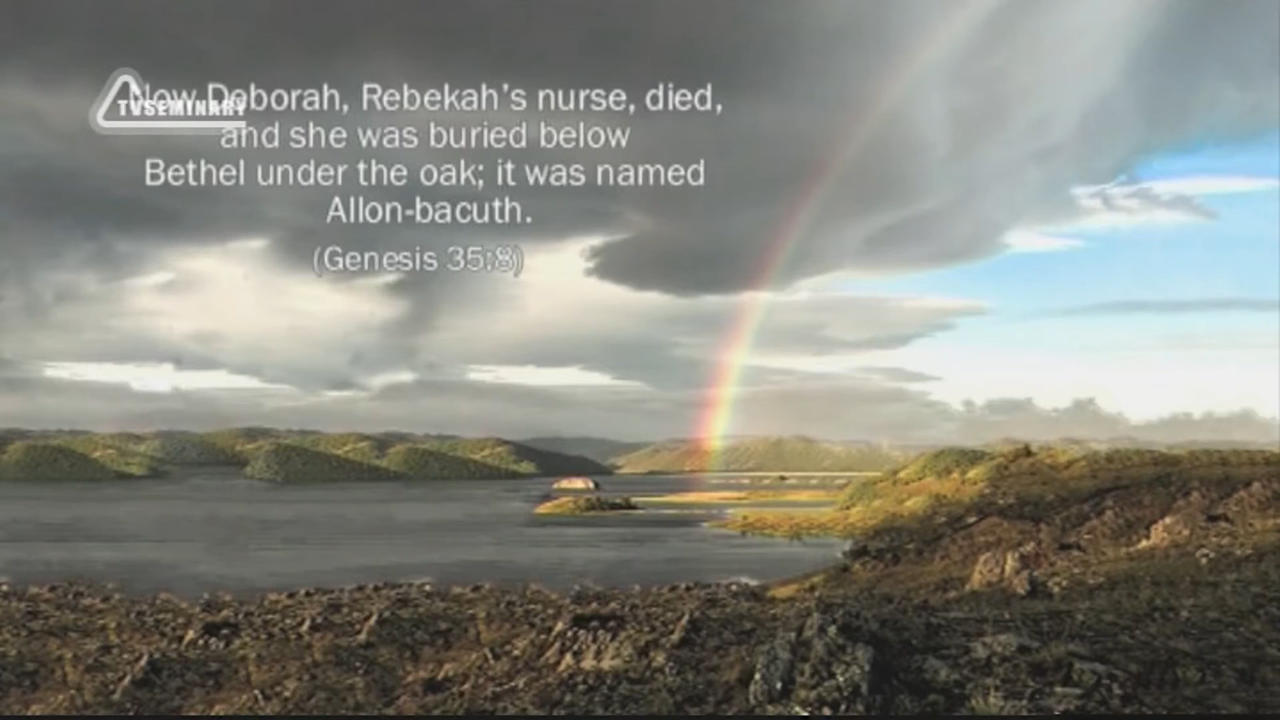 TVSEMINARY
Now Deborah, Rebekah's nurse, died,
and she was buried below
Bethel under the oak; it was named
Allon-bacuth.
(Genesis 35:8)